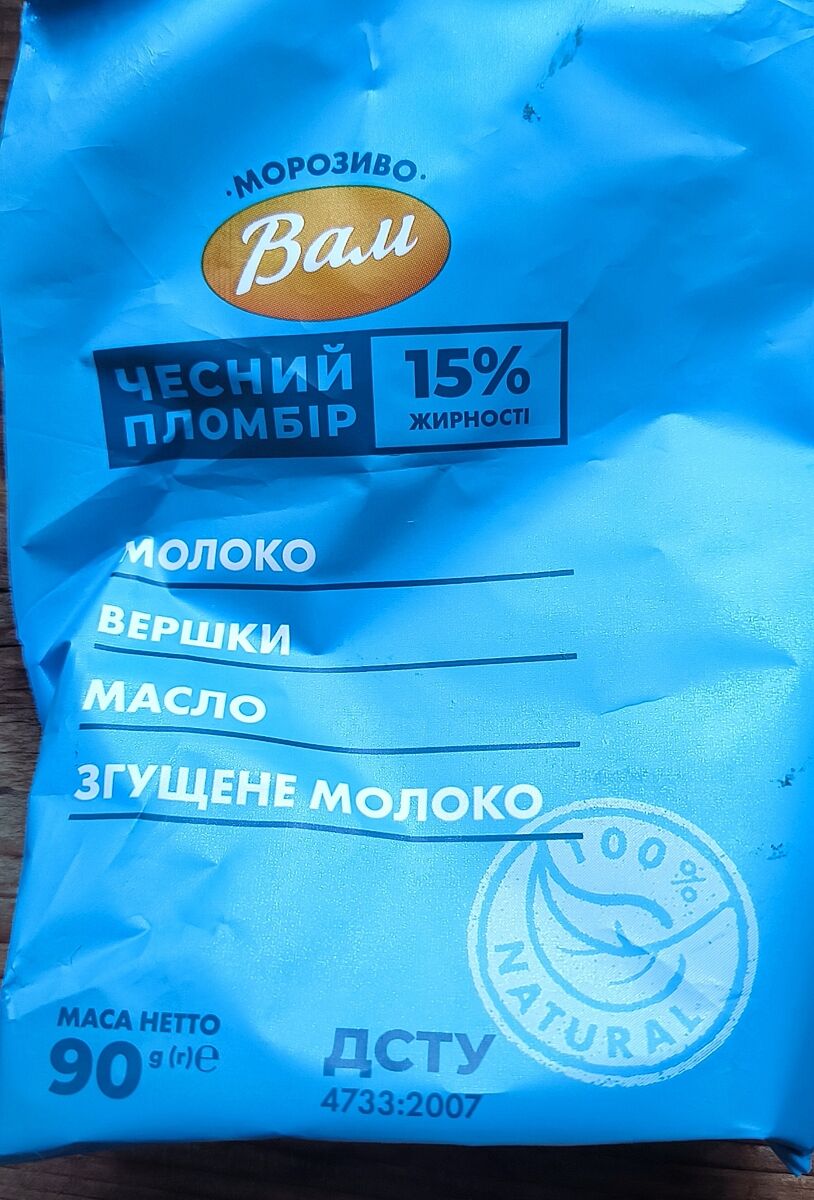 ·МОРОЗИВО·
Вам
ЧЕСНИЙ
ПЛОМБІР
15%
ЖИРНОСТІ
МОЛОКО
ВЕРШКИ
МАСЛО
ЗГУЩЕНЕ МОЛОКО
100%
NATURAL
МАСА НЕТТО
90 g (г) e
ДСТУ
4733:2007